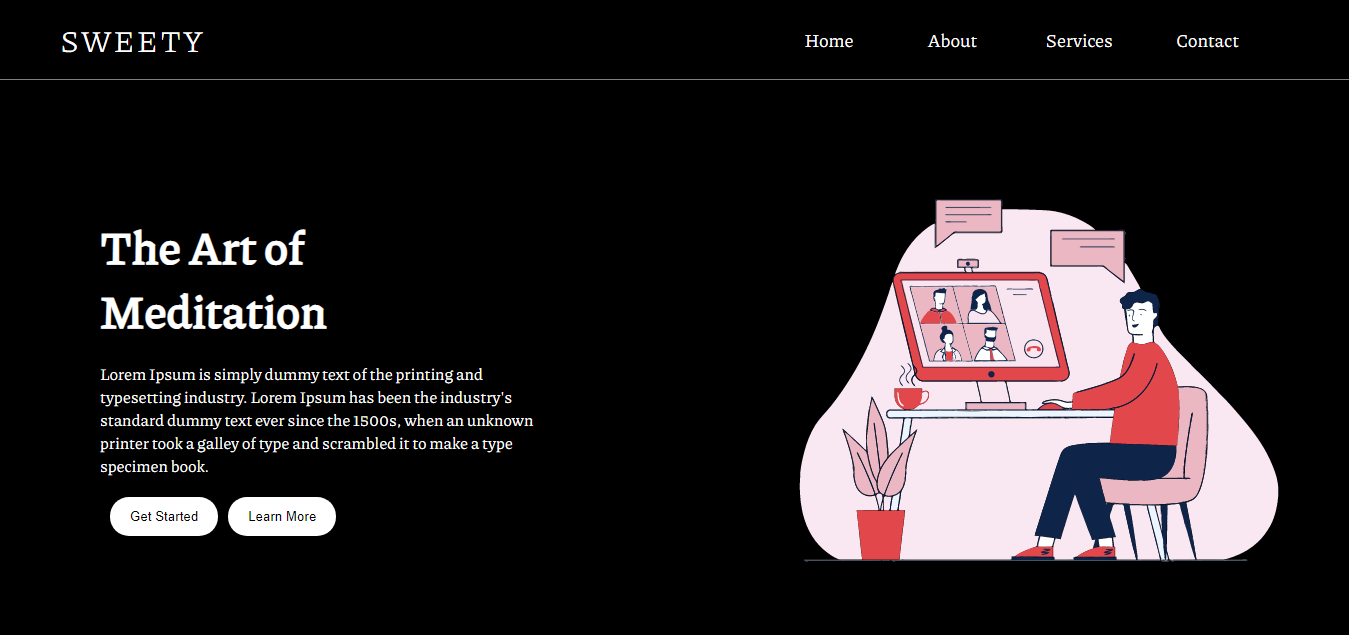 SWEETY
Home About Services Contact
The Art of
Meditation
Lorem Ipsum is simply dummy text of the printing and
typesetting industry. Lorem Ipsum has been the industry's
standard dummy text ever since the 1500s, when an unknown
printer took a galley of type and scrambled it to make a type
specimen book.
Get Started Learn More